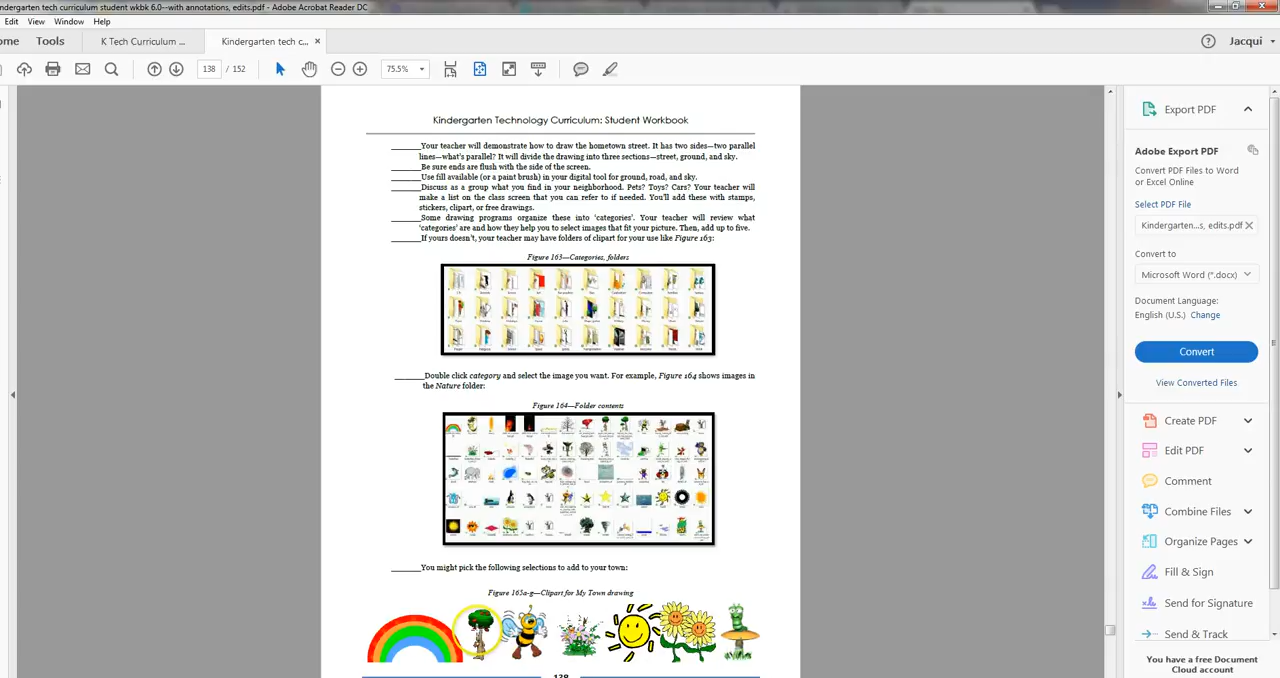 ndergarten tech curriculum student wkbk 6.0--with annotations, edits.pdf - Adobe Acrobat Reader DC
Edit View Window Help
ome Tools K Tech Curriculum ... Kindergarten tech c... ×
Jacqui
138 / 152 75.5%
Kindergarten Technology Curriculum: Student Workbook
_______Your teacher will demonstrate how to draw the hometown street. It has two sides—two parallel
lines—what's parallel? It will divide the drawing into three sections—street, ground, and sky.
_______Be sure ends are flush with the side of the screen.
_______Use fill available (or a paint brush) in your digital tool for ground, road, and sky.
_______Discuss as a group what you find in your neighborhood. Pets? Toys? Cars? Your teacher will
make a list on the class screen that you can refer to if needed. You'll add these with stamps,
stickers, clipart, or free drawings.
_______Some drawing programs organize these into 'categories'. Your teacher will review what
'categories' are and how they help you to select images that fit your picture. Then, add up to five.
_______If yours doesn't, your teacher may have folders of clipart for your use like Figure 163:
Figure 163—Categories, folders
_______Double click category and select the image you want. For example, Figure 164 shows images in
the Nature folder:
Figure 164—Folder contents
_______You might pick the following selections to add to your town:
Figure 165a-g—Clipart for My Town drawing
138
Export PDF
Adobe Export PDF
Convert PDF Files to Word
or Excel Online
Select PDF File
Kindergarten...s, edits.pdf ×
Convert to
Microsoft Word (*.docx)
Document Language:
English (U.S.) Change
Convert
View Converted Files
Create PDF
Edit PDF
Comment
Combine Files
Organize Pages
Fill & Sign
Send for Signature
Send & Track
You have a free Document
Cloud account